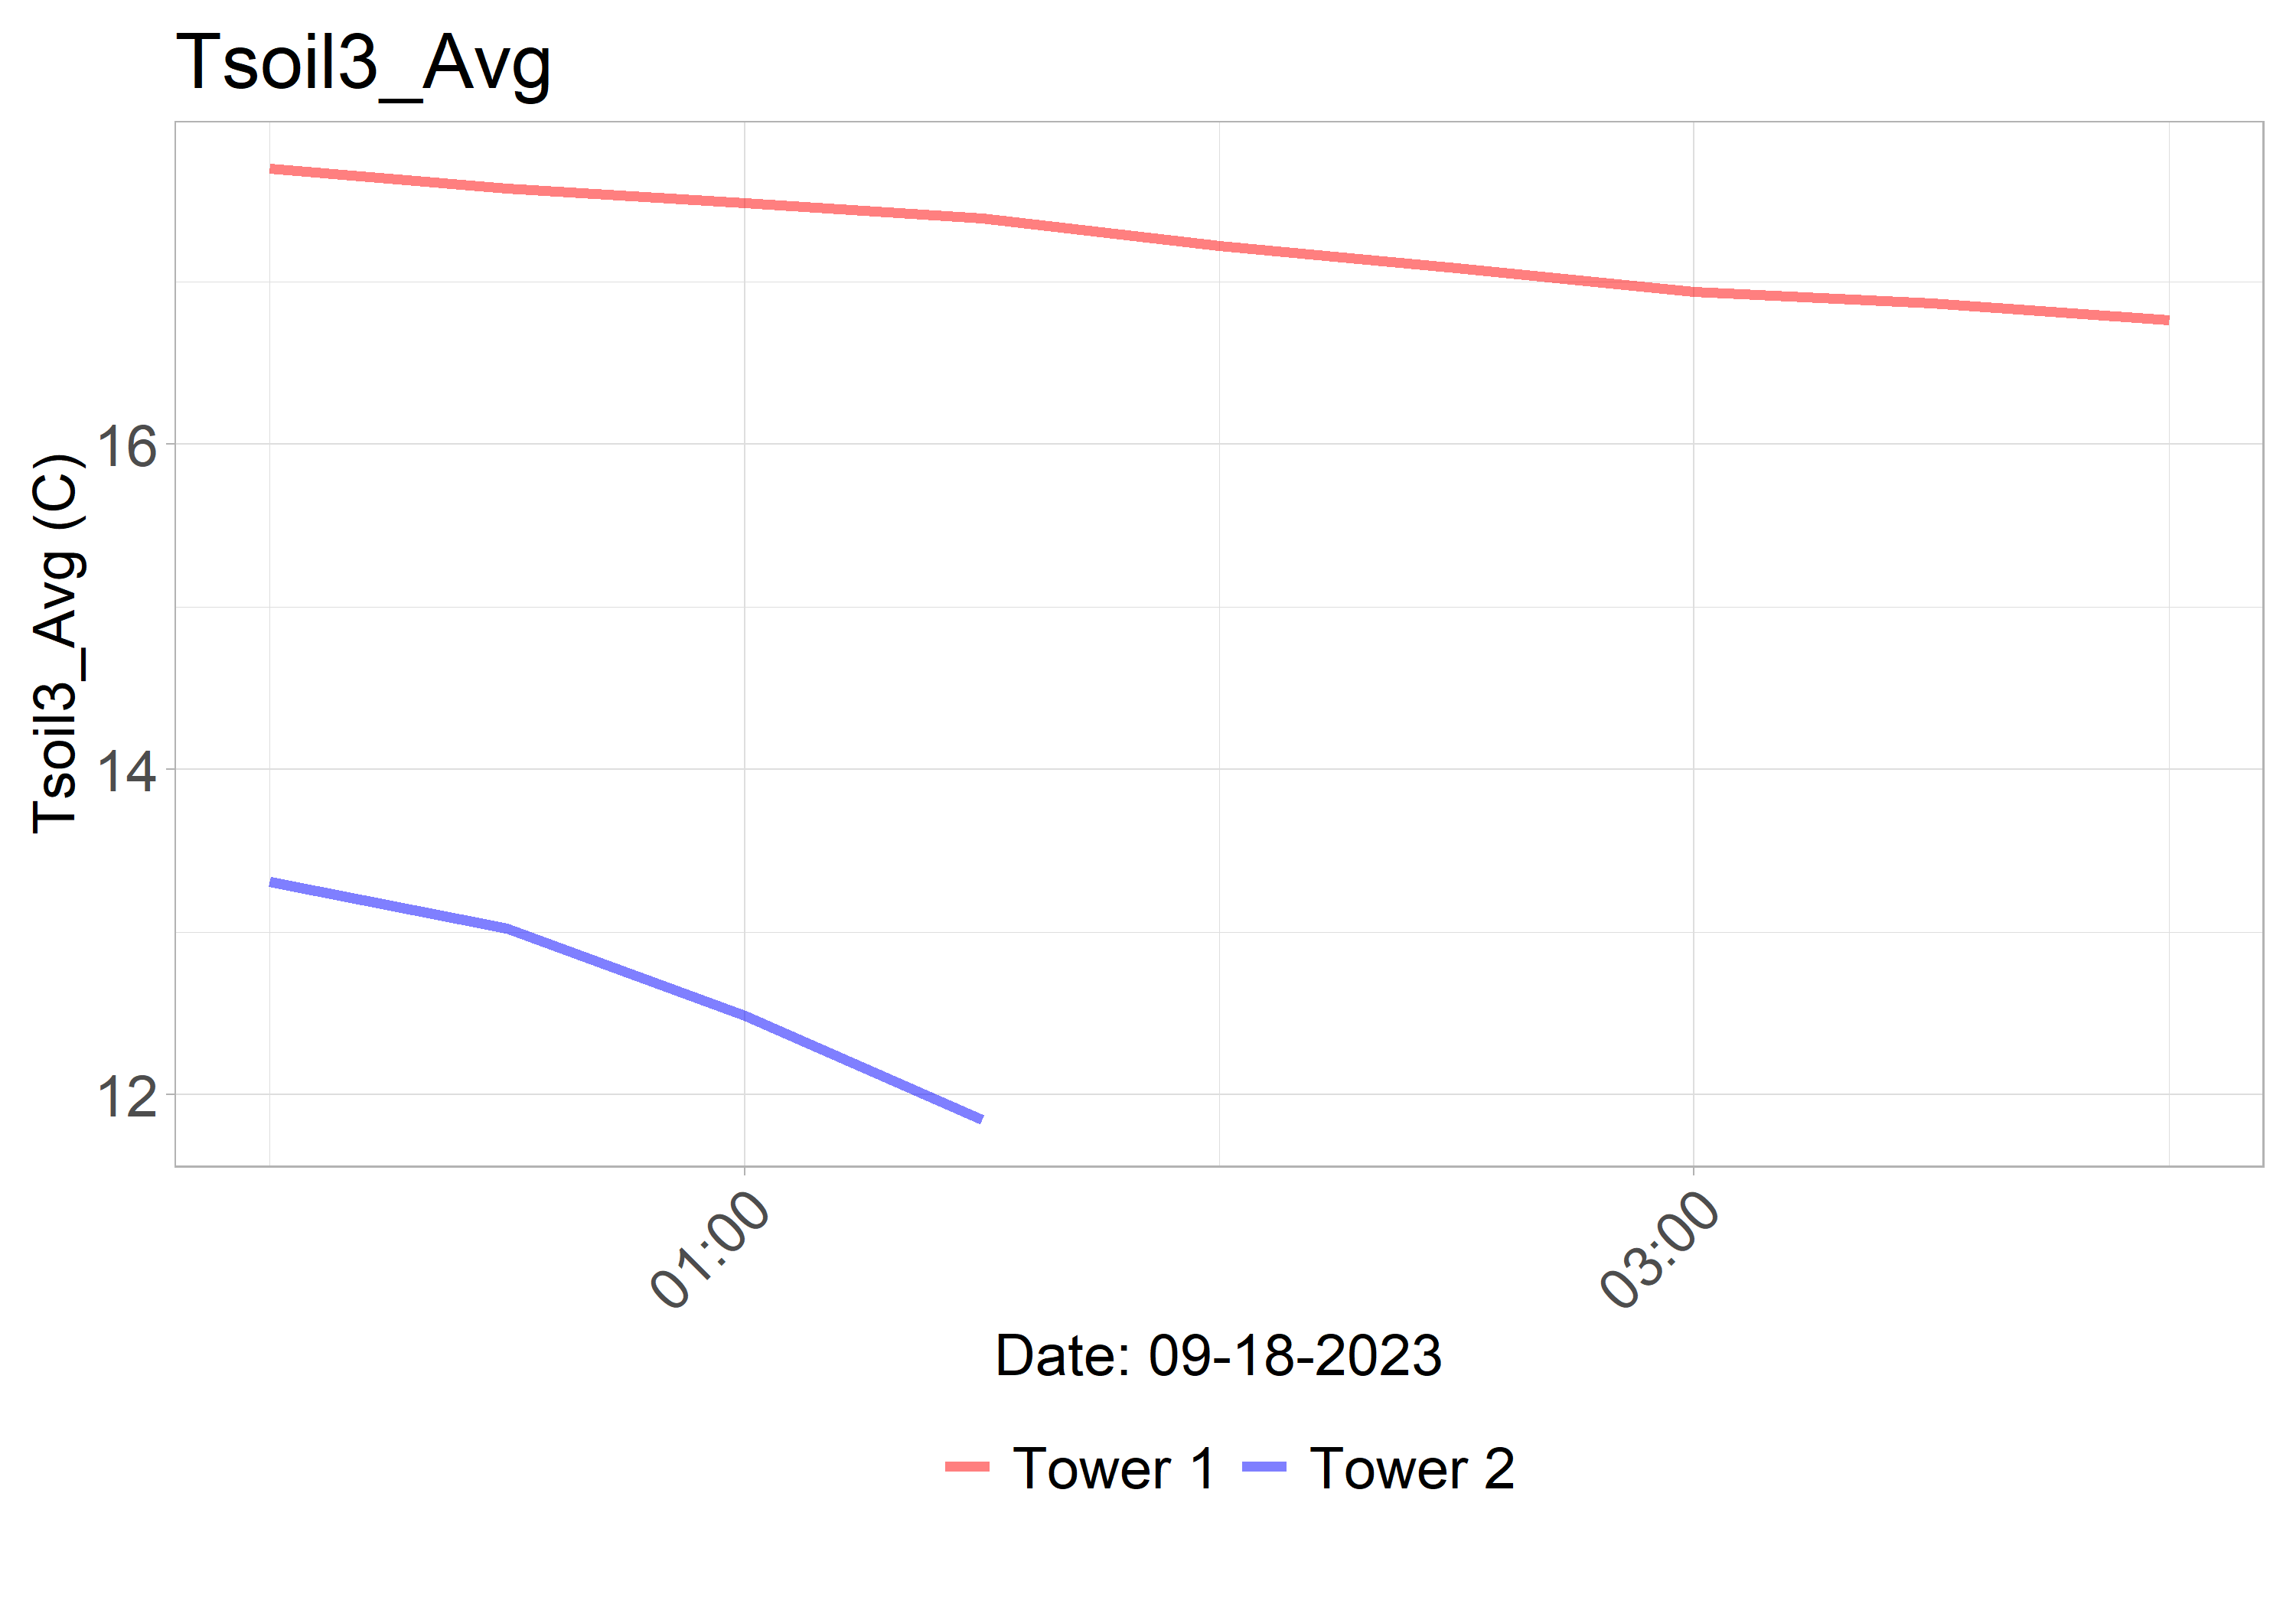 Tsoil3_Avg
Tsoil3_Avg (C)
16
14
12
01:00
03:00
Date: 09-18-2023
Tower 1
Tower 2